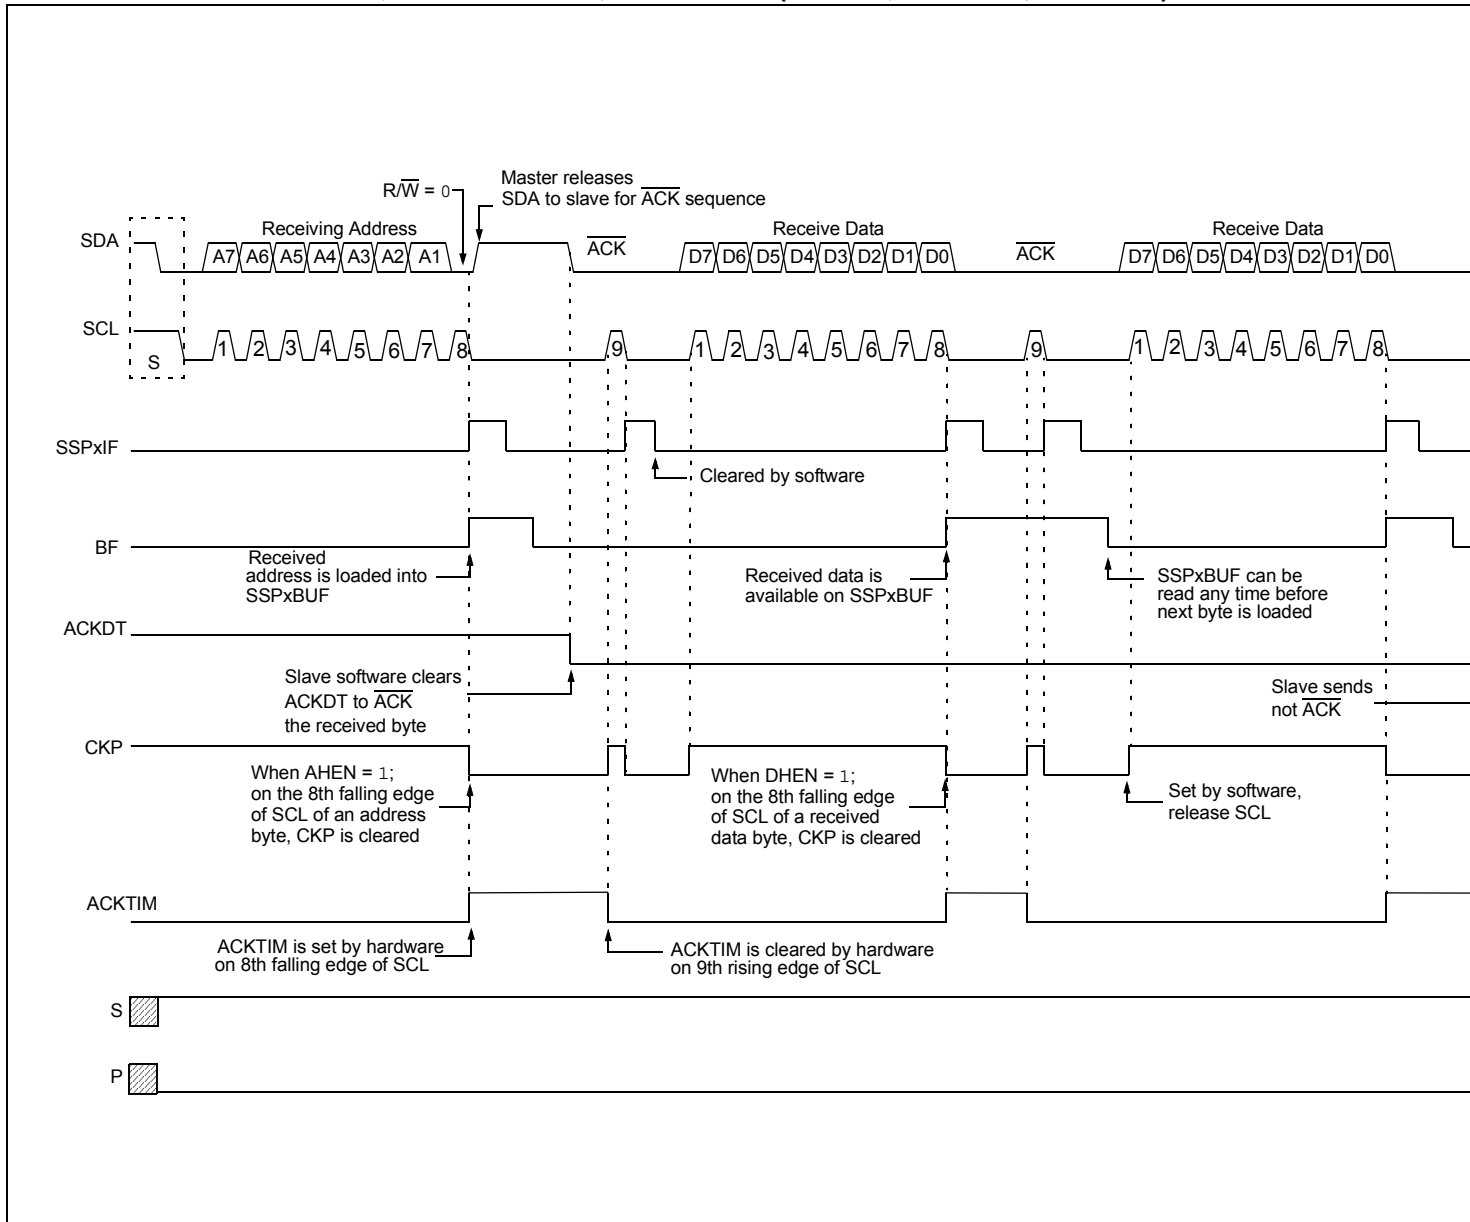 R/W = 0
Master releases
SDA to slave for ACK sequence
SDA
Receiving Address
ACK
Receive Data
ACK
Receive Data
A7 A6 A5 A4 A3 A2 A1
D7 D6 D5 D4 D3 D2 D1 D0
D7 D6 D5 D4 D3 D2 D1 D0
SCL
S
1 2 3 4 5 6 7 8 9 1 2 3 4 5 6 7 8 9 1 2 3 4 5 6 7 8
SSPxIF
Cleared by software
BF
Received
address is loaded into
SSPxBUF
Received data is
available on SSPxBUF
SSPxBUF can be
read any time before
next byte is loaded
ACKDT
Slave software clears
ACKDT to ACK
the received byte
Slave sends
not ACK
CKP
When AHEN = 1;
on the 8th falling edge
of SCL of an address
byte, CKP is cleared
When DHEN = 1;
on the 8th falling edge
of SCL of a received
data byte, CKP is cleared
Set by software,
release SCL
ACKTIM
ACKTIM is set by hardware
on 8th falling edge of SCL
ACKTIM is cleared by hardware
on 9th rising edge of SCL
S
P